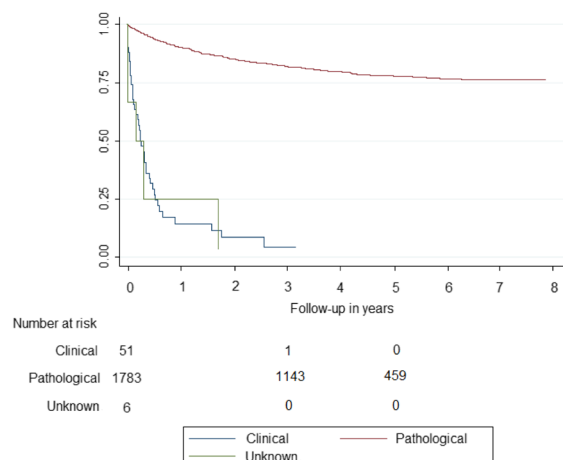 1.00
0.75
0.50
0.25
0.00
0 1 2 3 4 5 6 7 8
Follow-up in years
Number at risk
Clinical 51 1 0
Pathological 1783 1143 459
Unknown 6 0 0
Clinical Pathological
Unknown